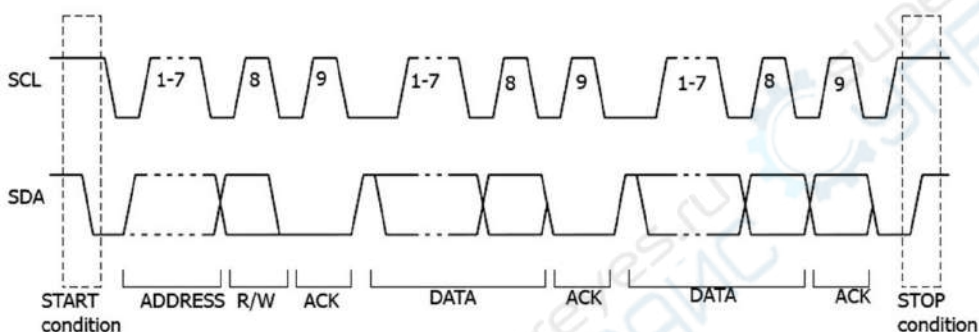 SCL 1-7 8 9 1-7 8 9 1-7 8 9
SDA
START condition ADDRESS R/W ACK DATA ACK DATA ACK STOP condition